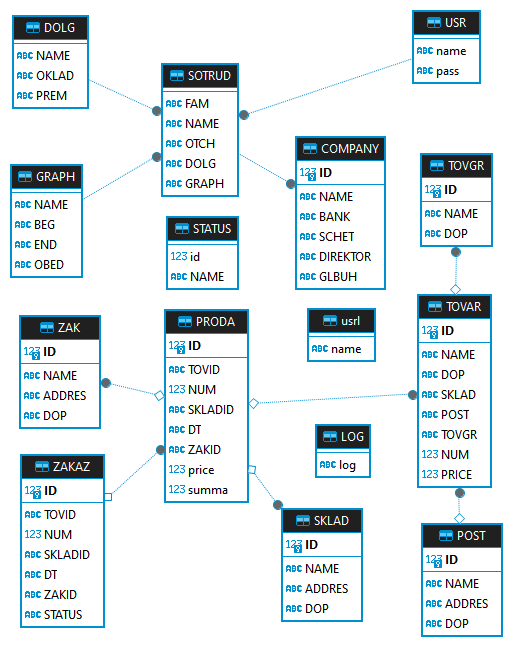 DOLG
ABC NAME
ABC OKLAD
ABC PREM
USR
ABC name
ABC pass
SOTRUD
ABC FAM
ABC NAME
ABC OTCH
ABC DOLG
ABC GRAPH
COMPANY
123 ID
ABC NAME
ABC BANK
ABC SCHET
ABC DIREKTOR
ABC GLBUH
TOVGR
123 ID
ABC NAME
ABC DOP
GRAPH
ABC NAME
ABC BEG
ABC END
ABC OBED
STATUS
123 id
ABC NAME
ZAK
123 ID
ABC NAME
ABC ADDRES
ABC DOP
PRODA
123 ID
ABC TOVID
123 NUM
ABC SKLADID
ABC DT
ABC ZAKID
123 price
123 summa
usrl
ABC name
TOVAR
123 ID
ABC NAME
ABC DOP
ABC SKLAD
ABC POST
ABC TOVGR
123 NUM
123 PRICE
LOG
ABC log
ZAKAZ
123 ID
ABC TOVID
123 NUM
ABC SKLADID
ABC DT
ABC ZAKID
ABC STATUS
SKLAD
123 ID
ABC NAME
ABC ADDRES
ABC DOP
POST
123 ID
ABC NAME
ABC ADDRES
ABC DOP